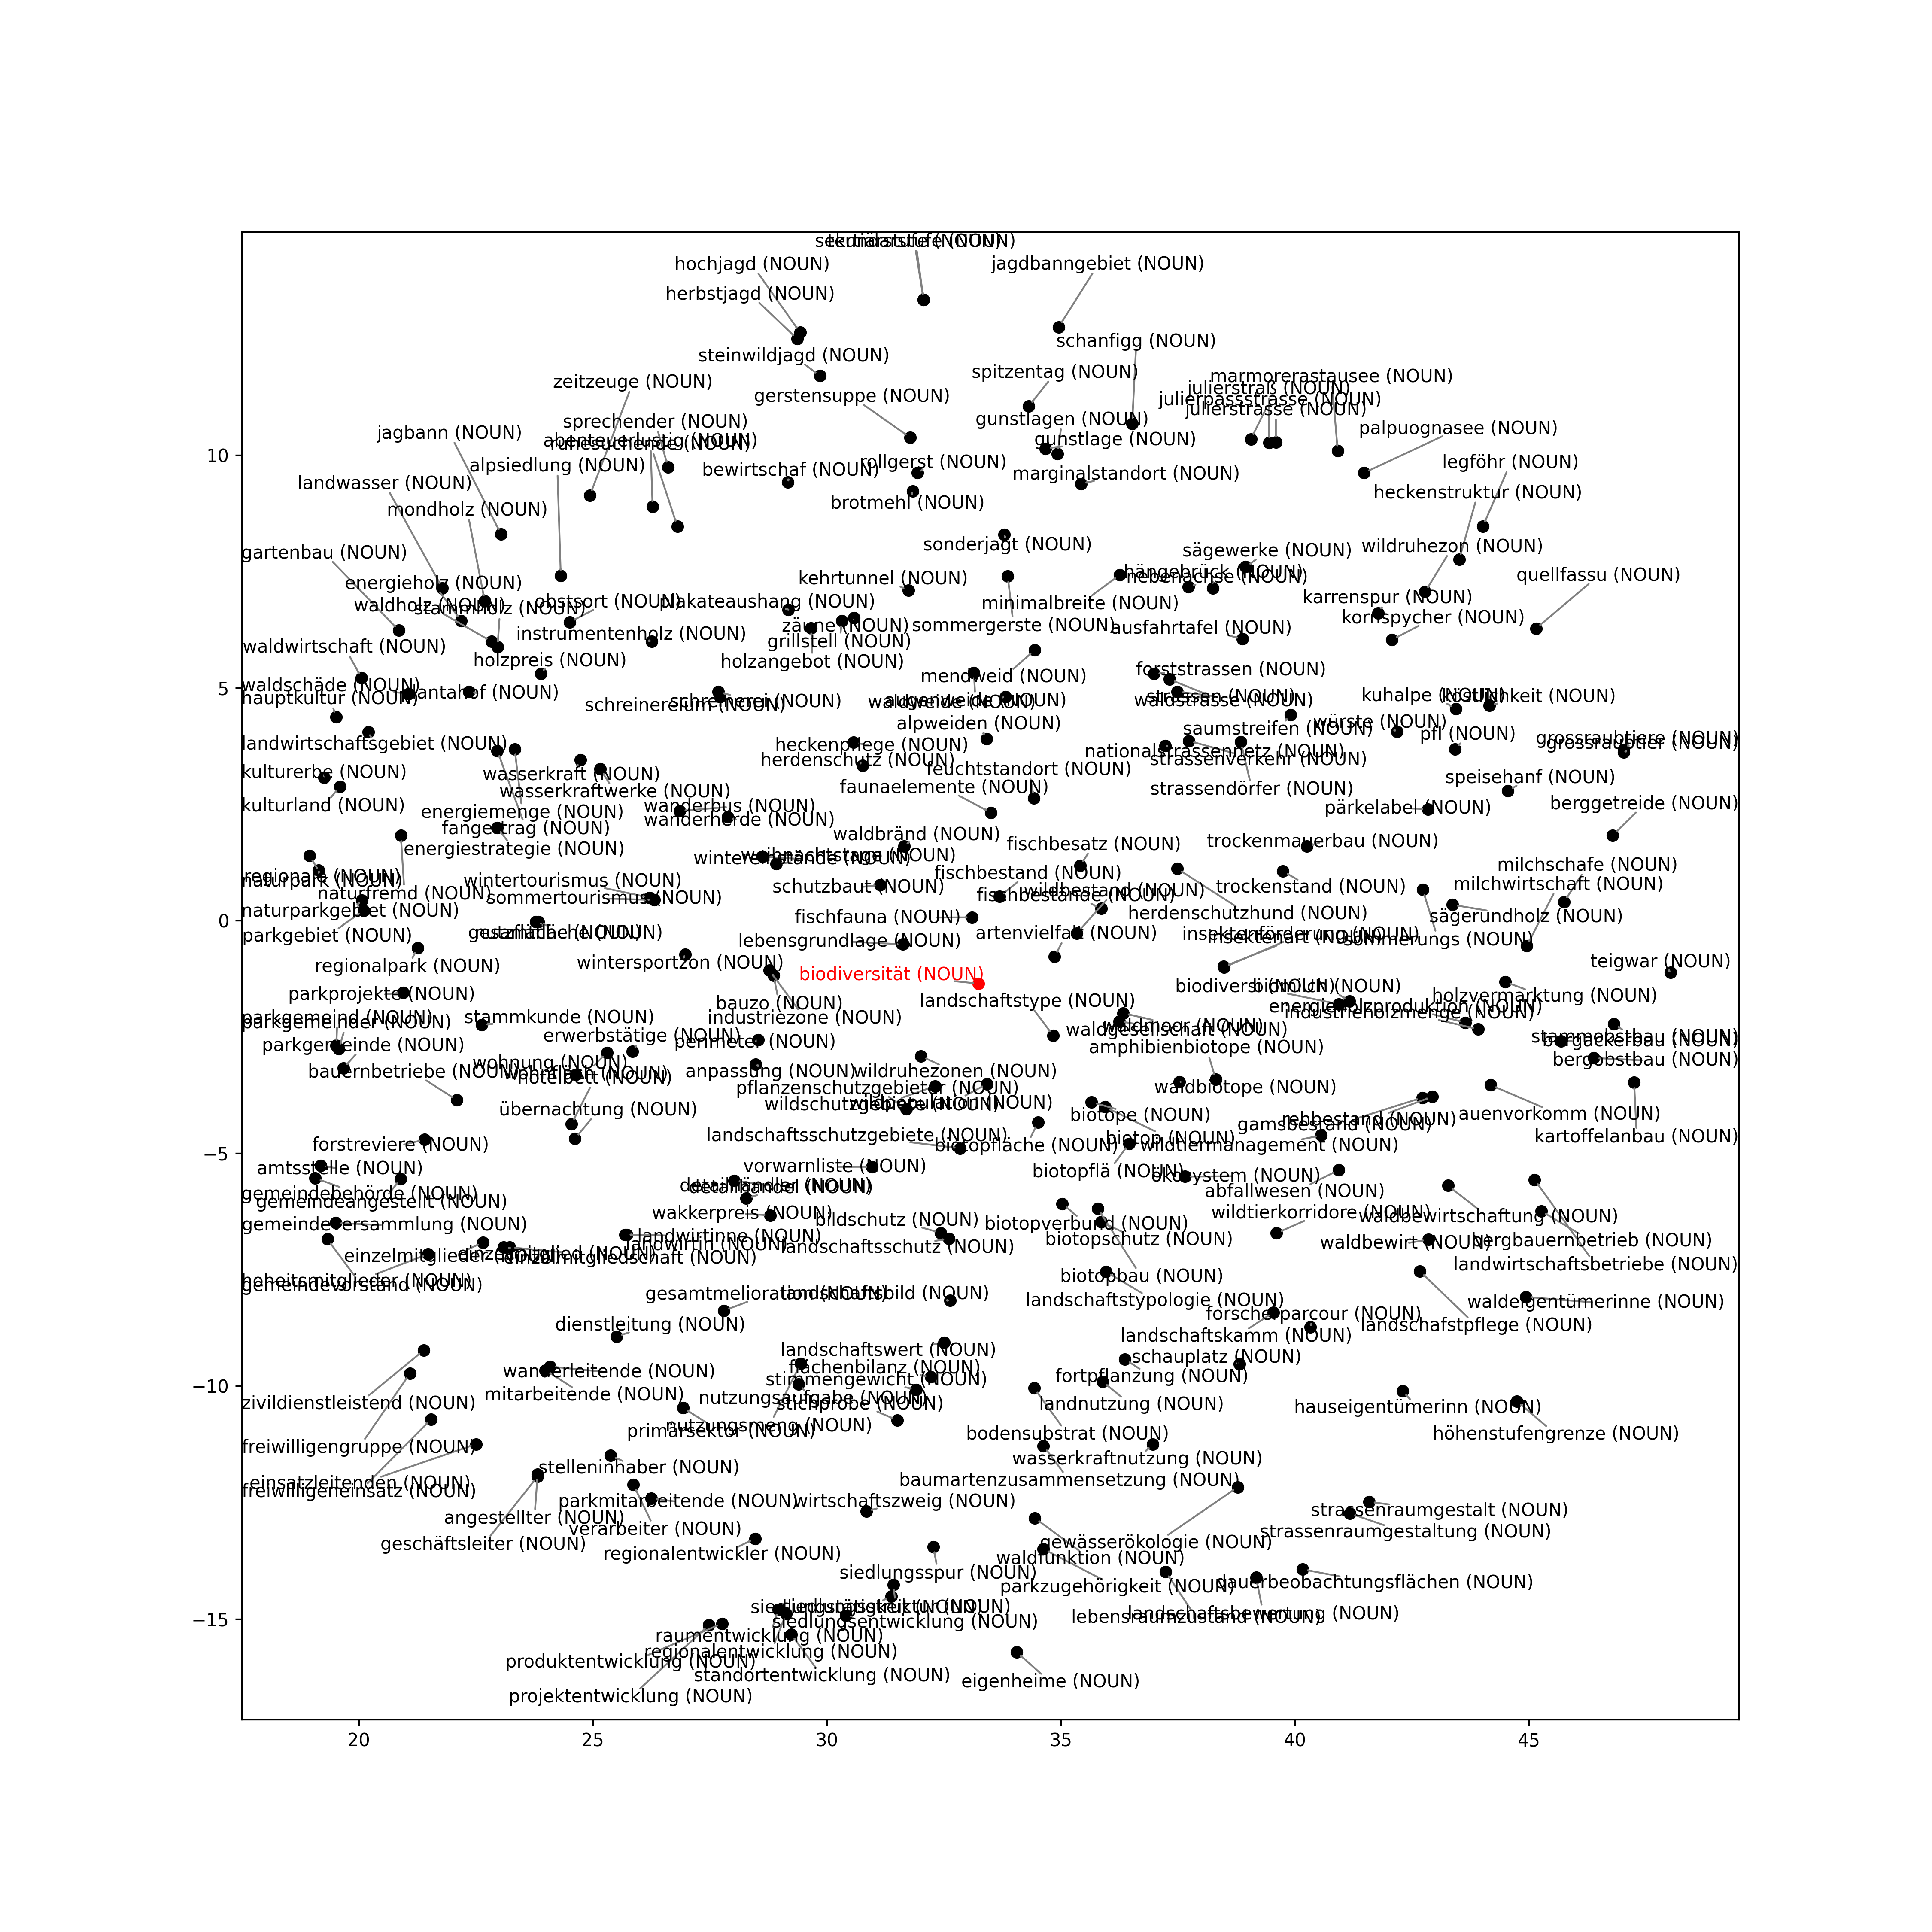 hochjagd (NOUN)
jagdbanngebiet (NOUN)
herbstjagd (NOUN)
schanfigg (NOUN)
steinwildjagd (NOUN)
spitzentag (NOUN)
marmorerastausee (NOUN)
zeitzeuge (NOUN)
julierstraß (NOUN)
gerstensuppe (NOUN)
julierpassstrasse (NOUN)
julierstrasse (NOUN)
sprechender (NOUN)
gunstlagen (NOUN)
palpuognasee (NOUN)
jagbann (NOUN)
abenteuerlustig (NOUN)
ruhesuchende (NOUN)
gunstlage (NOUN)
10
alpsiedlung (NOUN)
bewirtschaf (NOUN)
rollgerst (NOUN)
legföhr (NOUN)
marginalstandort (NOUN)
landwasser (NOUN)
heckenstruktur (NOUN)
brotmehl (NOUN)
mondholz (NOUN)
sonderjagt (NOUN)
wildruhezon (NOUN)
gartenbau (NOUN)
sägewerke (NOUN)
hängebrück (NOUN)
nebenachse (NOUN)
quellfassu (NOUN)
energieholz (NOUN)
kehrtunnel (NOUN)
waldholz (NOUN)
stammholz (NOUN)
obstsort (NOUN)
plakateaushang (NOUN)
minimalbreite (NOUN)
karrenspur (NOUN)
kornspycher (NOUN)
zäune (NOUN)
sommergerste (NOUN)
ausfahrtafel (NOUN)
instrumentenholz (NOUN)
grillstell (NOUN)
waldwirtschaft (NOUN)
holzpreis (NOUN)
holzangebot (NOUN)
mendweid (NOUN)
forststrassen (NOUN)
5
waldschäde (NOUN)
hauptkultur (NOUN)
plantahof (NOUN)
schreinereium (NOUN)
schreinerei (NOUN)
waldweide (NOUN)
augenweide (NOUN)
strassen (NOUN)
waldstrasse (NOUN)
kuhalpe (NOUN)
köstlichkeit (NOUN)
alpweiden (NOUN)
saumstreifen (NOUN)
würste (NOUN)
pfl (NOUN)
landwirtschaftsgebiet (NOUN)
heckenpflege (NOUN)
nationalstrassennetz (NOUN)
grossraubtiere (NOUN)
grossraubtier (NOUN)
herdenschutz (NOUN)
strassenverkehr (NOUN)
kulturerbe (NOUN)
wasserkraft (NOUN)
feuchtstandort (NOUN)
speisehanf (NOUN)
wasserkraftwerke (NOUN)
faunaelemente (NOUN)
strassendörfer (NOUN)
kulturland (NOUN)
wanderbus (NOUN)
pärkelabel (NOUN)
berggetreide (NOUN)
energiemenge (NOUN)
wanderherde (NOUN)
fangertrag (NOUN)
waldbränd (NOUN)
energiestrategie (NOUN)
fischbesatz (NOUN)
trockenmauerbau (NOUN)
winterenstände (NOUN)
weihnachtstage (NOUN)
milchschafe (NOUN)
regionale (NOUN)
naturpark (NOUN)
wintertourismus (NOUN)
schutzbaut (NOUN)
fischbestand (NOUN)
trockenstand (NOUN)
milchwirtschaft (NOUN)
naturfremd (NOUN)
sommertourismus (NOUN)
fischbestände (NOUN)
wildbestand (NOUN)
naturparkgebiet (NOUN)
fischfauna (NOUN)
herdenschutzhund (NOUN)
sägerundholz (NOUN)
0
parkgebiet (NOUN)
nutzfläche (NOUN)
artenvielfalt (NOUN)
insektenförderung (NOUN)
insektenart (NOUN)
sömmerungs (NOUN)
lebensgrundlage (NOUN)
regionalpark (NOUN)
wintersportzon (NOUN)
teigwar (NOUN)
biodiversität (NOUN)
biodiversi (NOUN)
biomilch (NOUN)
parkprojekte (NOUN)
bauzo (NOUN)
landschaftstype (NOUN)
holzvermarktung (NOUN)
energieholzproduktion (NOUN)
industrieholzmenge (NOUN)
parkgemeind (NOUN)
parkgemeinder (NOUN)
stammkunde (NOUN)
industriezone (NOUN)
waldmoor (NOUN)
waldgesellschaft (NOUN)
erwerbstätige (NOUN)
perimeter (NOUN)
stammobstbau (NOUN)
bergackerbau (NOUN)
parkgemeinde (NOUN)
amphibienbiotope (NOUN)
bergobstbau (NOUN)
wohnung (NOUN)
bauernbetriebe (NOUN)
wohnfläch (NOUN)
hotelbett (NOUN)
anpassung (NOUN)
wildruhezonen (NOUN)
pflanzenschutzgebieter (NOUN)
waldbiotope (NOUN)
wildschutzgebiete (NOUN)
wildpopulation (NOUN)
übernachtung (NOUN)
biotope (NOUN)
rehbestand (NOUN)
gamsbestand (NOUN)
auenvorkomm (NOUN)
landschaftsschutzgebiete (NOUN)
biotop (NOUN)
kartoffelanbau (NOUN)
forstreviere (NOUN)
biotopfläche (NOUN)
wildtiermanagement (NOUN)
−5
amtsstelle (NOUN)
vorwarnliste (NOUN)
biotopflä (NOUN)
ökosystem (NOUN)
gemeindebehörde (NOUN)
gemeindeangestellt (NOUN)
detailhändler (NOUN)
detailhandel (NOUN)
abfallwesen (NOUN)
wakkerpreis (NOUN)
wildtierkorridore (NOUN)
waldbewirtschaftung (NOUN)
gemeindeversammlung (NOUN)
bildschutz (NOUN)
biotopverbund (NOUN)
landwirtinne (NOUN)
landwirtin (NOUN)
biotopschutz (NOUN)
waldbewirt (NOUN)
bergbauernbetrieb (NOUN)
einzelmitglieder (NOUN)
einzelmitglied (NOUN)
einzelmitgliedschaft (NOUN)
landschaftsschutz (NOUN)
landwirtschaftsbetriebe (NOUN)
hoheitsmitglieder (NOUN)
gemeindevorstand (NOUN)
biotopbau (NOUN)
gesamtmelioration (NOUN)
landschaftsbild (NOUN)
landschaftstypologie (NOUN)
waldeigentümerinne (NOUN)
forscherparcour (NOUN)
dienstleitung (NOUN)
landschaftskamm (NOUN)
landschafstpflege (NOUN)
landschaftswert (NOUN)
schauplatz (NOUN)
flächenbilanz (NOUN)
wanderleitende (NOUN)
stimmengewicht (NOUN)
fortpflanzung (NOUN)
−10
mitarbeitende (NOUN)
nutzungsaufgabe (NOUN)
stichprobe (NOUN)
zivildienstleistend (NOUN)
landnutzung (NOUN)
hauseigentümerinn (NOUN)
nutzungsmeng (NOUN)
primärsektor (NOUN)
bodensubstrat (NOUN)
höhenstufengrenze (NOUN)
freiwilligengruppe (NOUN)
wasserkraftnutzung (NOUN)
stelleninhaber (NOUN)
baumartenzusammensetzung (NOUN)
einsatzleitenden (NOUN)
freiwilligeneinsatz (NOUN)
parkmitarbeitende (NOUN)
wirtschaftszweig (NOUN)
strassenraumgestalt (NOUN)
angestellter (NOUN)
verarbeiter (NOUN)
strassenraumgestaltung (NOUN)
geschäftsleiter (NOUN)
gewässerökologie (NOUN)
regionalentwickler (NOUN)
waldfunktion (NOUN)
siedlungsspur (NOUN)
parkzugehörigkeit (NOUN)
dauerbeobachtungsflächen (NOUN)
siedlungstätigkeit (NOUN)
siedlungsstruktur (NOUN)
lebensraumzustand (NOUN)
landschaftsbewertung (NOUN)
−15
siedlungsentwicklung (NOUN)
raumentwicklung (NOUN)
regionalentwicklung (NOUN)
produktentwicklung (NOUN)
standortentwicklung (NOUN)
eigenheime (NOUN)
projektentwicklung (NOUN)
20 25 30 35 40 45